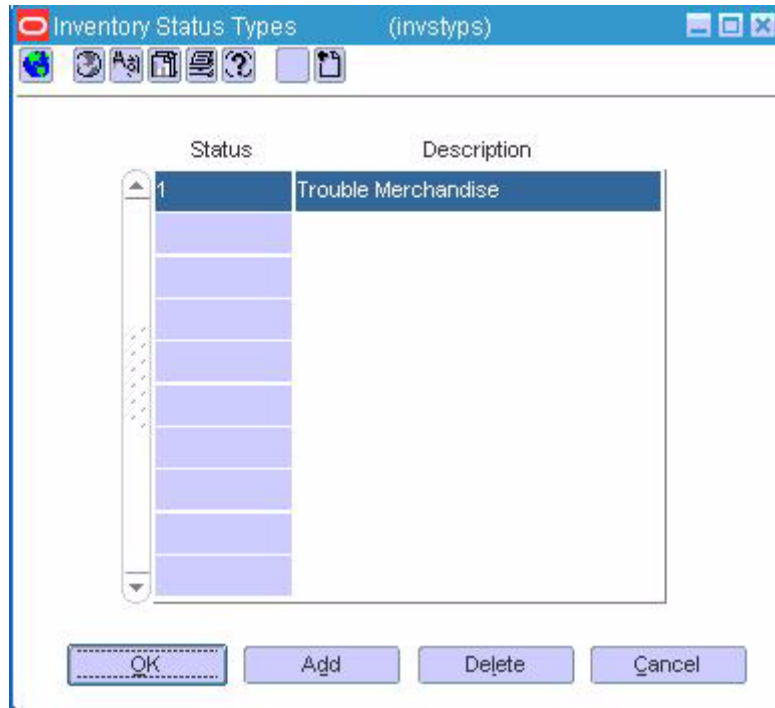 Inventory Status Types (invstyps)
Status Description
1 Trouble Merchandise
OK Add Delete Cancel